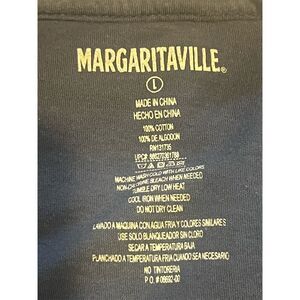 MARGARITAVILLE®
L
MADE IN CHINA
HECHO EN CHINA
100% COTTON
100% DE ALGODON
RN131735
MACHINE WASH COLD WITH LIKE COLORS
NON-CHLORINE BLEACH WHEN NEEDED
TUMBLE DRY LOW HEAT
COOL IRON WHEN NEEDED
DO NOT DRY CLEAN
LAVADO A MAQUINA CON AGUA FRIA Y COLORES SIMILARES
USE SOLO BLANQUEADOR SIN CLORO
SECAR A TEMPERATURA BAJA
PLANCHADO A TEMPERATURA FRIA CUANDO SEA NECESARIO
NO TINTORERIA
P.O. # 08692-00